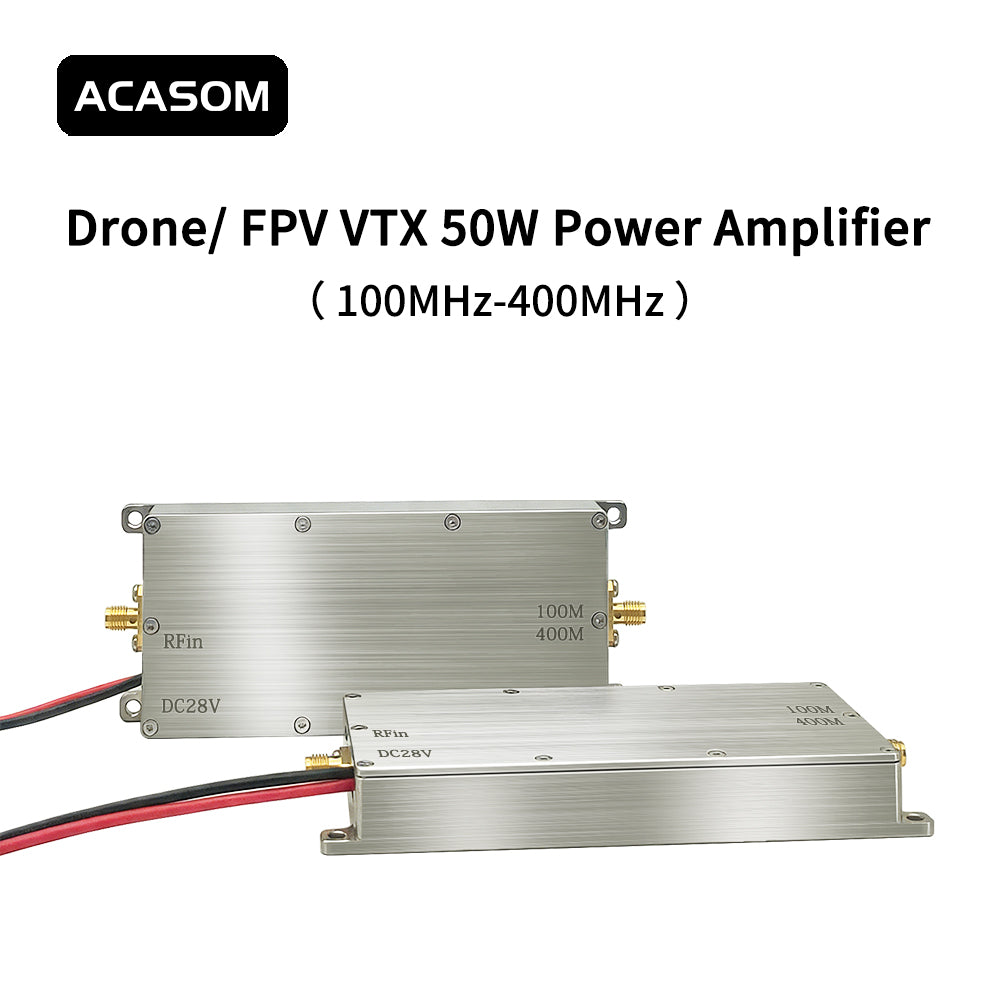 ACASOM
Drone/ FPV VTX 50W Power Amplifier
( 100MHz-400MHz )
100M
400M
RFin
DC28V
100M
400M
RFin
DC28V